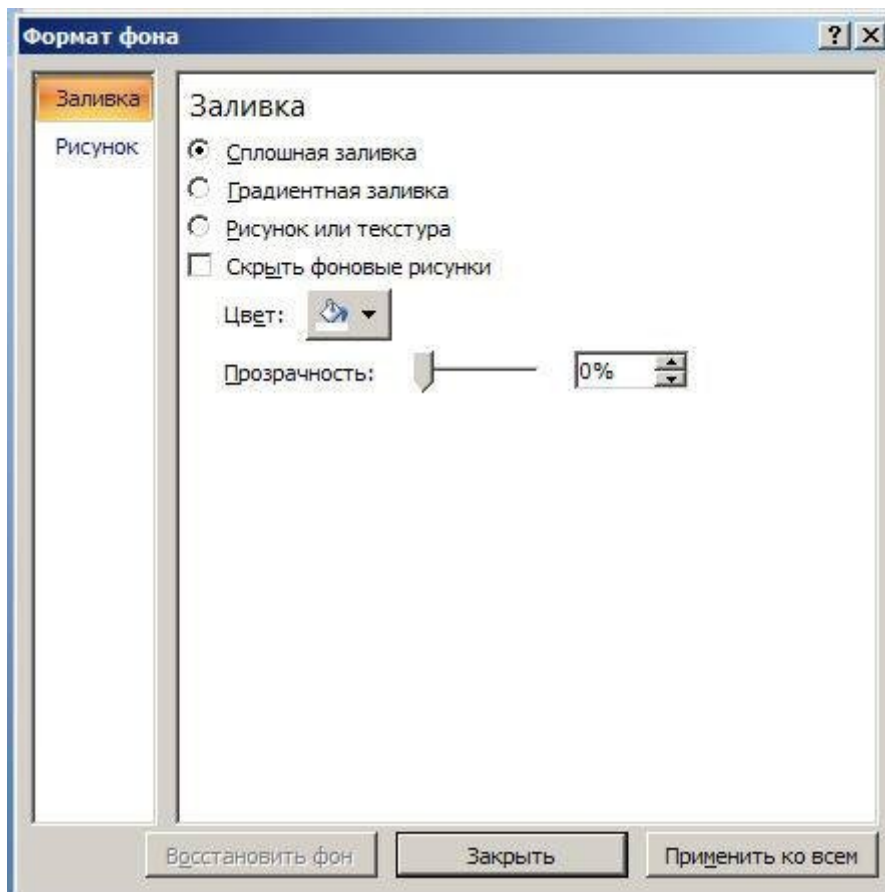 Формат фона
Заливка
Рисунок
Заливка
Сплошная заливка
Градиентная заливка
Рисунок или текстура
Скрыть фоновые рисунки
Цвет:
Прозрачность: 0%
Восстановить фон Закрыть Применить ко всем